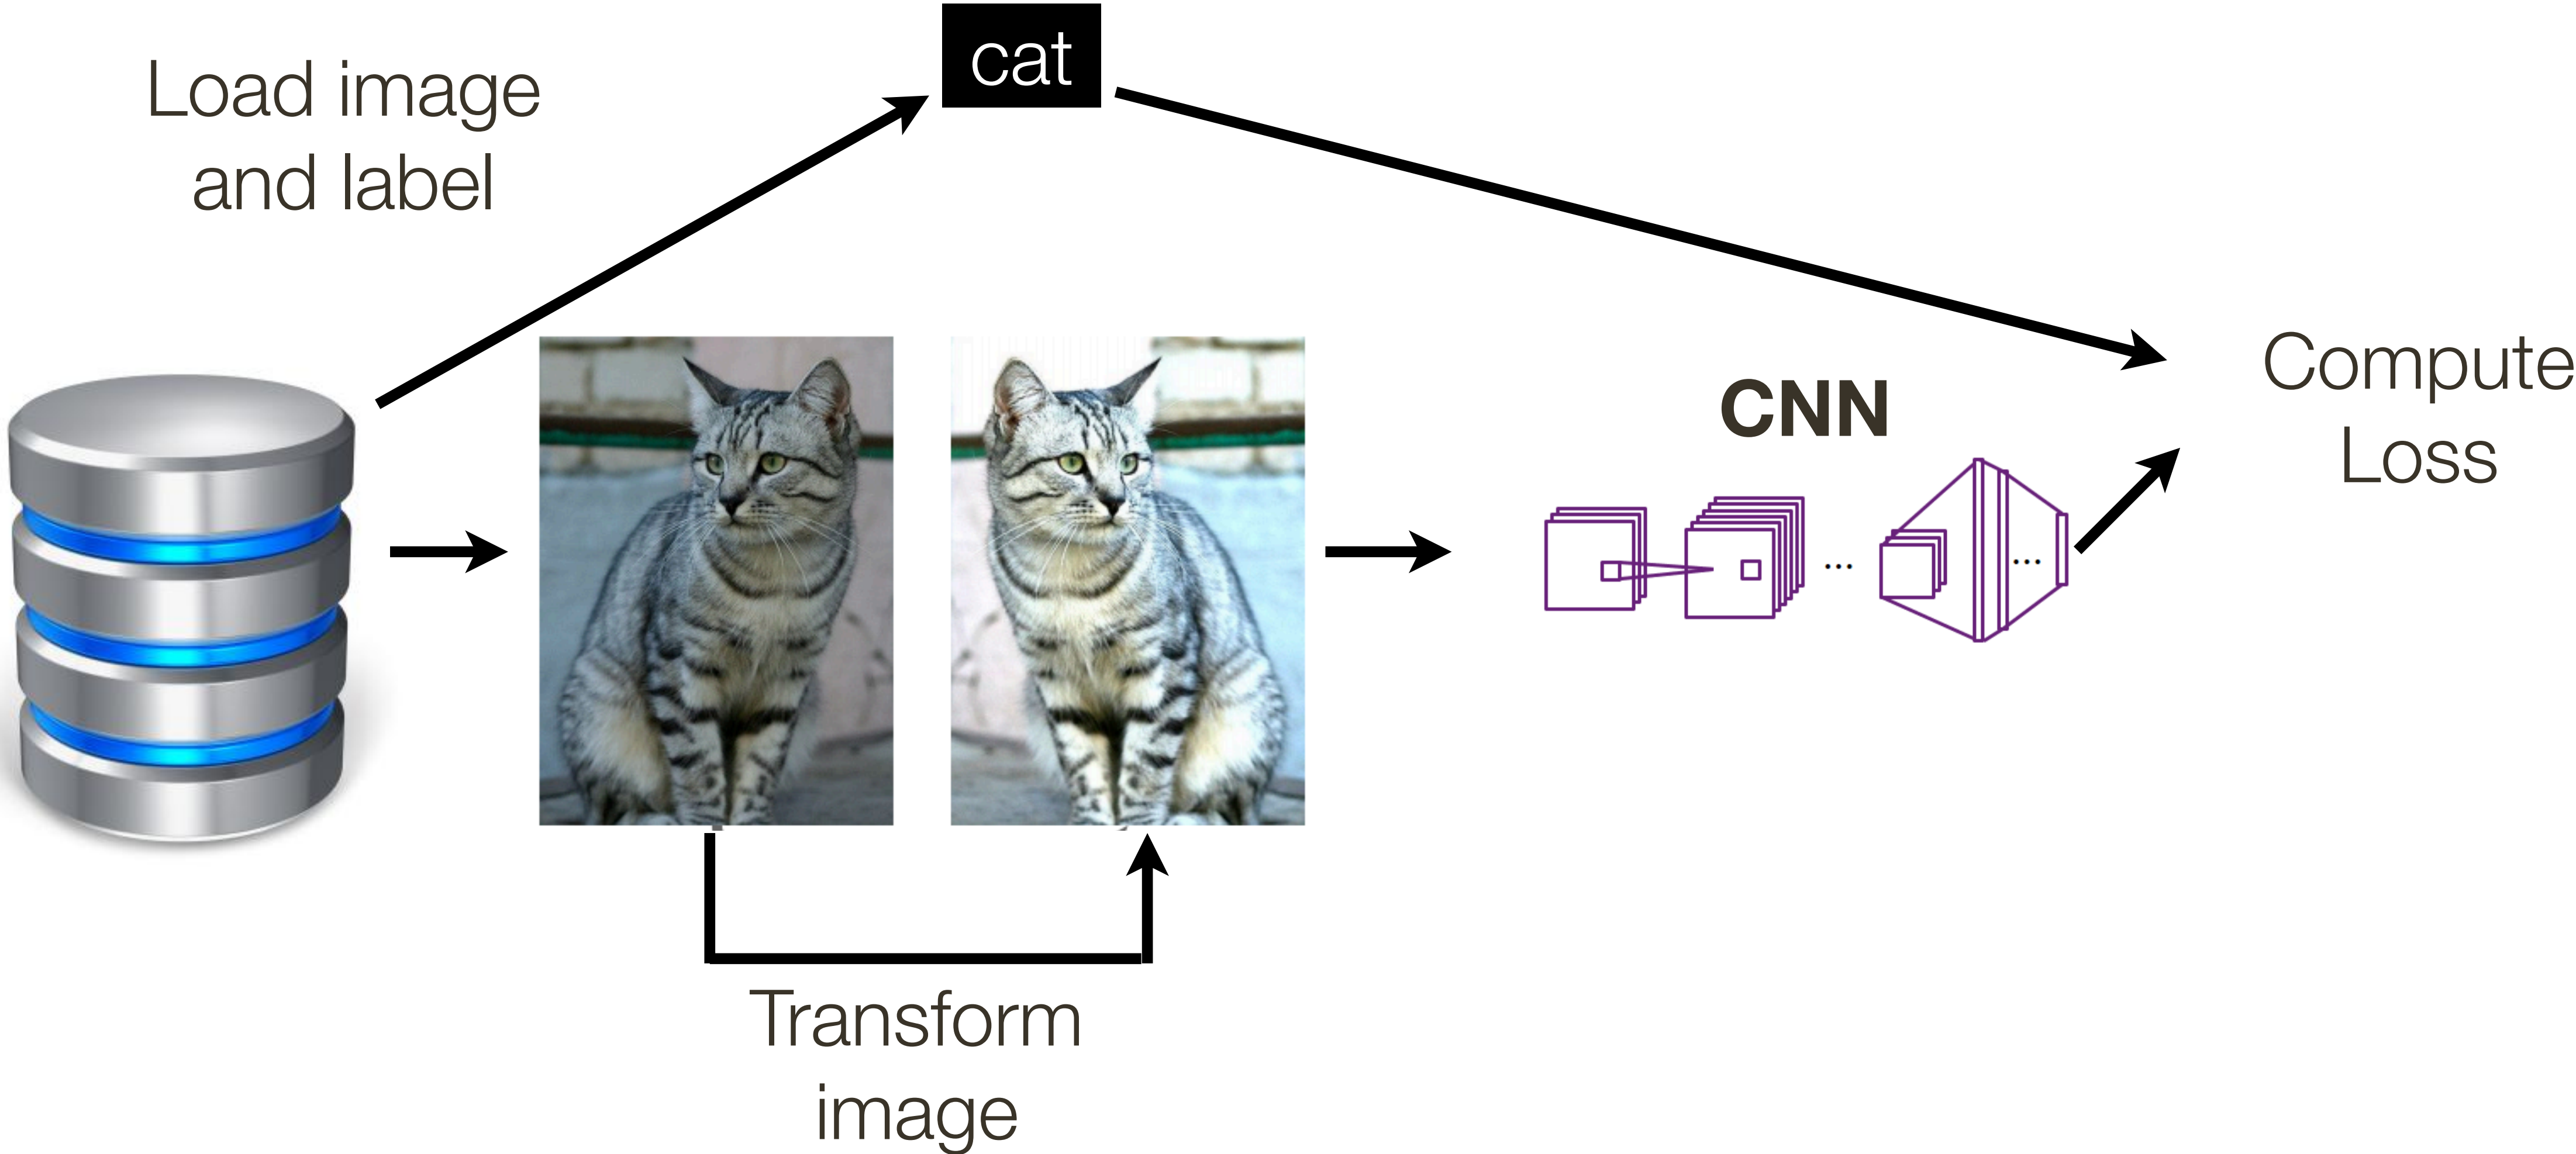 cat
Load image
and label
CNN
...
...
Compute
Loss
Transform
image